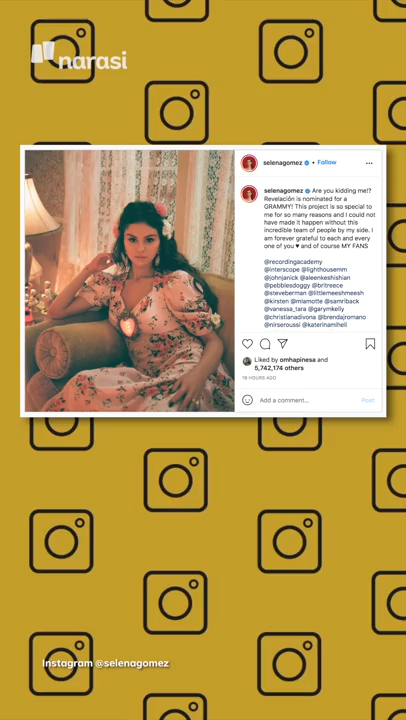 narasi
selenagomez • Follow
selenagomez Are you kidding me!?
Revelación is nominated for a
GRAMMY! This project is so special to
me for so many reasons and I could not
have made it happen without this
incredible team of people by my side. I
am forever grateful to each and every
one of you ♥ and of course MY FANS
@recordingacademy
@interscope @lighthousemm
@johnjanick @aleenkeshishian
@pebblesdoggy @britreece
@steveberman @littlemeeshmeesh
@kirsten @miamotte @samriback
@vanessa_tara @garymkelly
@christianadivona @brendajromano
@nirseroussi @katerinamihell
Liked by omhapinesa and
5,742,174 others
19 HOURS AGO
Add a comment... Post
Instagram @selenagomez